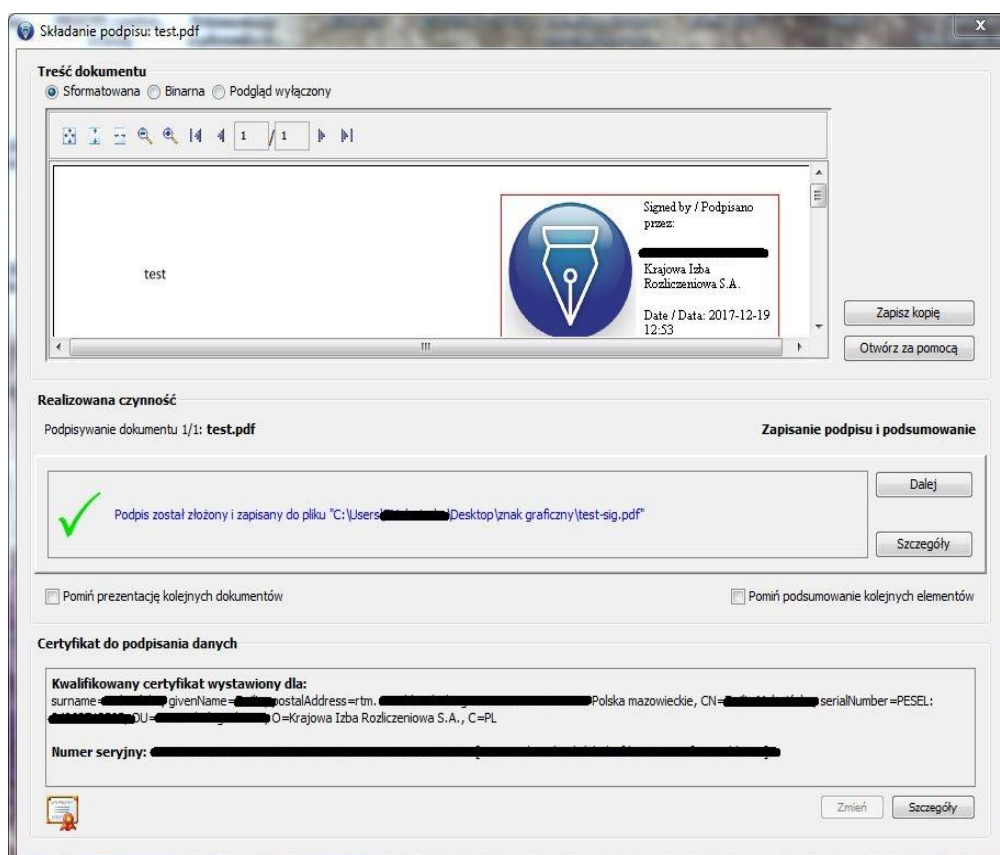 Składanie podpisu: test.pdf
x
Treść dokumentu
Sformatowana Binarna Podgląd wyłączony
1 / 1
Signed by / Podpisano
przez:
test
Krajowa Izba
Rozliczeniowa S.A.
Date / Data: 2017-12-19
12:53
Zapisz kopię
Otwórz za pomocą
Realizowana czynność
Podpisywanie dokumentu 1/1: test.pdf
Zapisanie podpisu i podsumowanie
Podpis został złożony i zapisany do pliku "C:\Users\ Desktop\znak graficzny\test-sig.pdf"
Dalej
Szczegóły
Pomiń prezentację kolejnych dokumentów
Pomiń podsumowanie kolejnych elementów
Certyfikat do podpisania danych
Kwalifikowany certyfikat wystawiony dla:
surname= givenName= postalAddress=rtm. Polska mazowieckie, CN= serialNumber=PESEL:
OU= O=Krajowa Izba Rozliczeniowa S.A., C=PL
Numer seryjny:
Zmień
Szczegóły